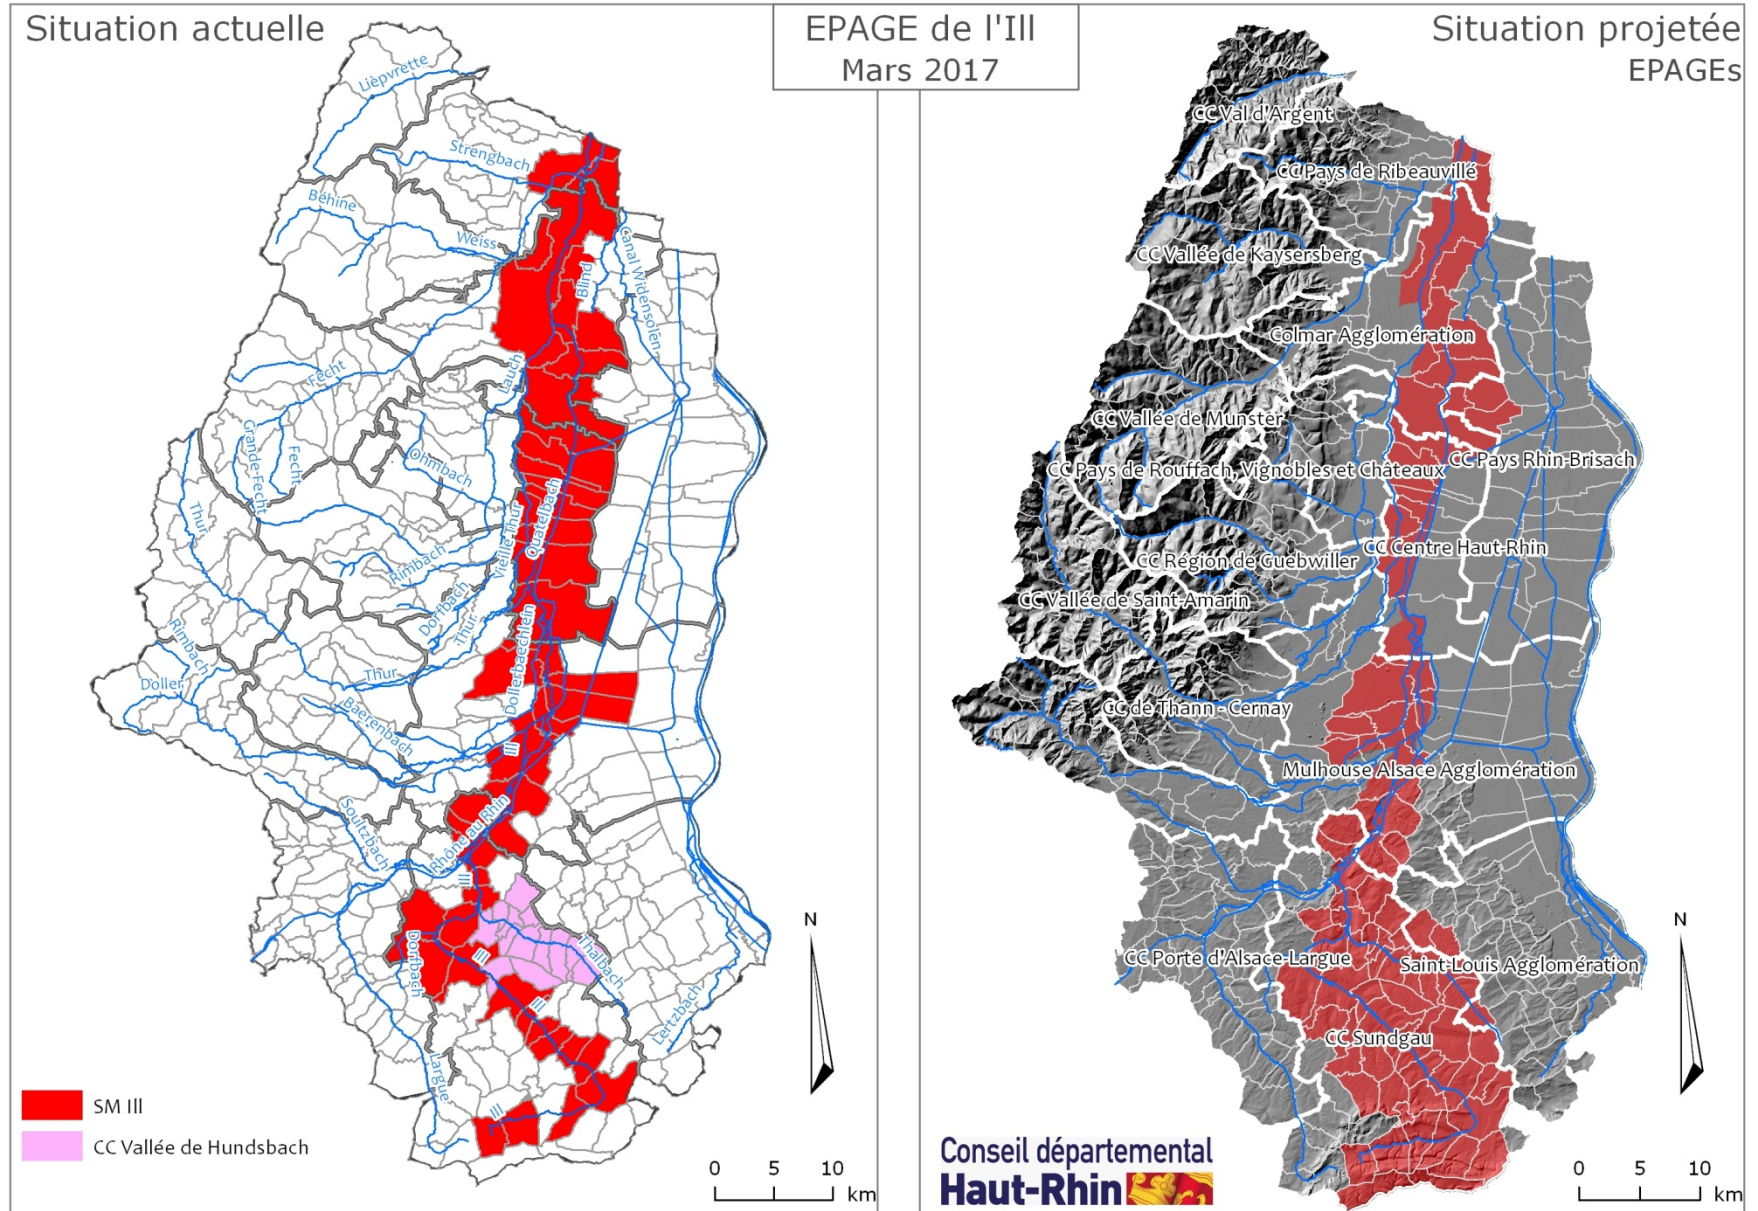 Situation actuelle
EPAGE de l'Ill
Mars 2017
Situation projetée
EPAGEs
Lièpvrette
Strengbach
Béhine
Weiss
Blind
Canal Widensolen
Fecht
Lauch
Grande Fecht
Fecht
Ohmbach
Thur
Vieille Thur
Quatelbach
Rimbach
Dorfbach
Thur
Rimbach
Doller
Thur
Dollerbaechlein
Baerenbach
Ill
Soultzbach
Rhône au Rhin
Ill
Dorfbach
Ill
Thalbach
Ill
Lertzbach
Largue
Ill
SM Ill
CC Vallée de Hundsbach
N
0 5 10
km
CC Val d'Argent
CC Pays de Ribeauvillé
CC Vallée de Kaysersberg
Colmar Agglomération
CC Vallée de Munster
CC Pays Rhin-Brisach
CC Pays de Rouffach, Vignobles et Châteaux
CC Centre Haut-Rhin
CC Région de Guebwiller
CC Vallée de Saint-Amarin
CC de Thann - Cernay
Mulhouse Alsace Agglomération
CC Porte d'Alsace-Largue
Saint-Louis Agglomération
CC Sundgau
N
Conseil départemental
Haut-Rhin
0 5 10
km